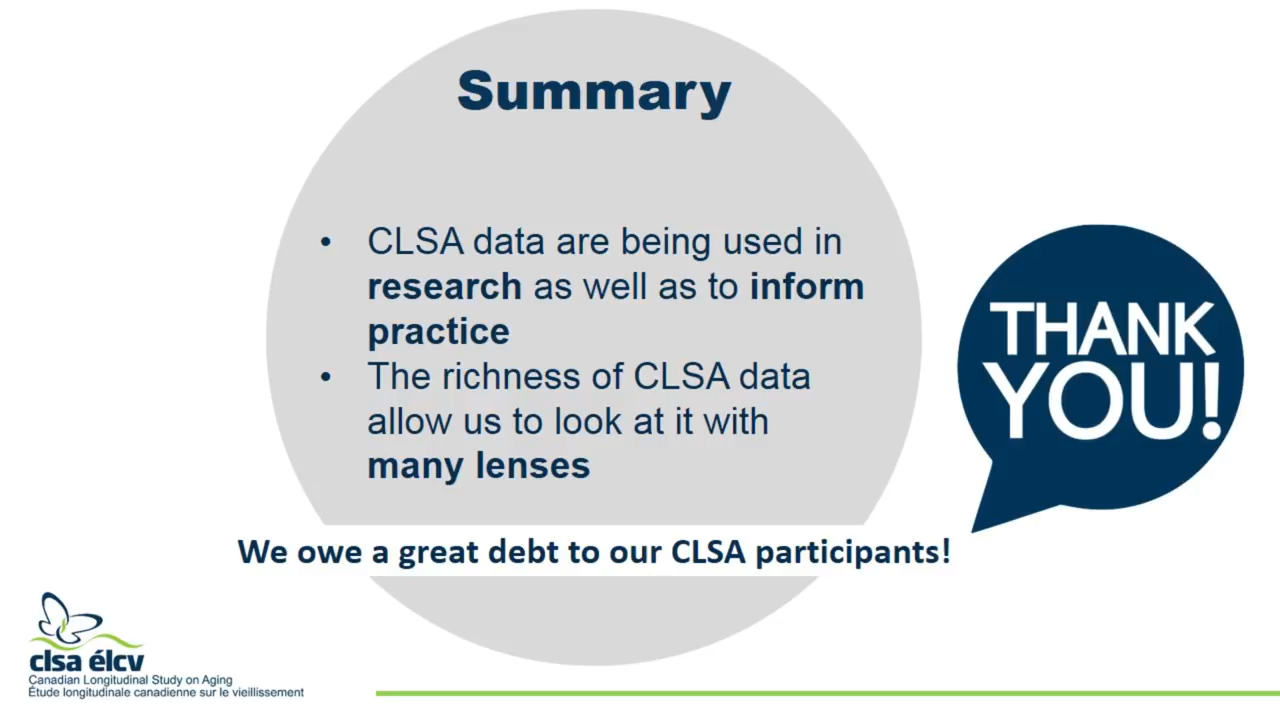 Summary
• CLSA data are being used in
research as well as to inform
practice
• The richness of CLSA data
allow us to look at it with
many lenses
THANK
YOU!
We owe a great debt to our CLSA participants!
clsa élcv
Canadian Longitudinal Study on Aging
Étude longitudinale canadienne sur le vieillissement